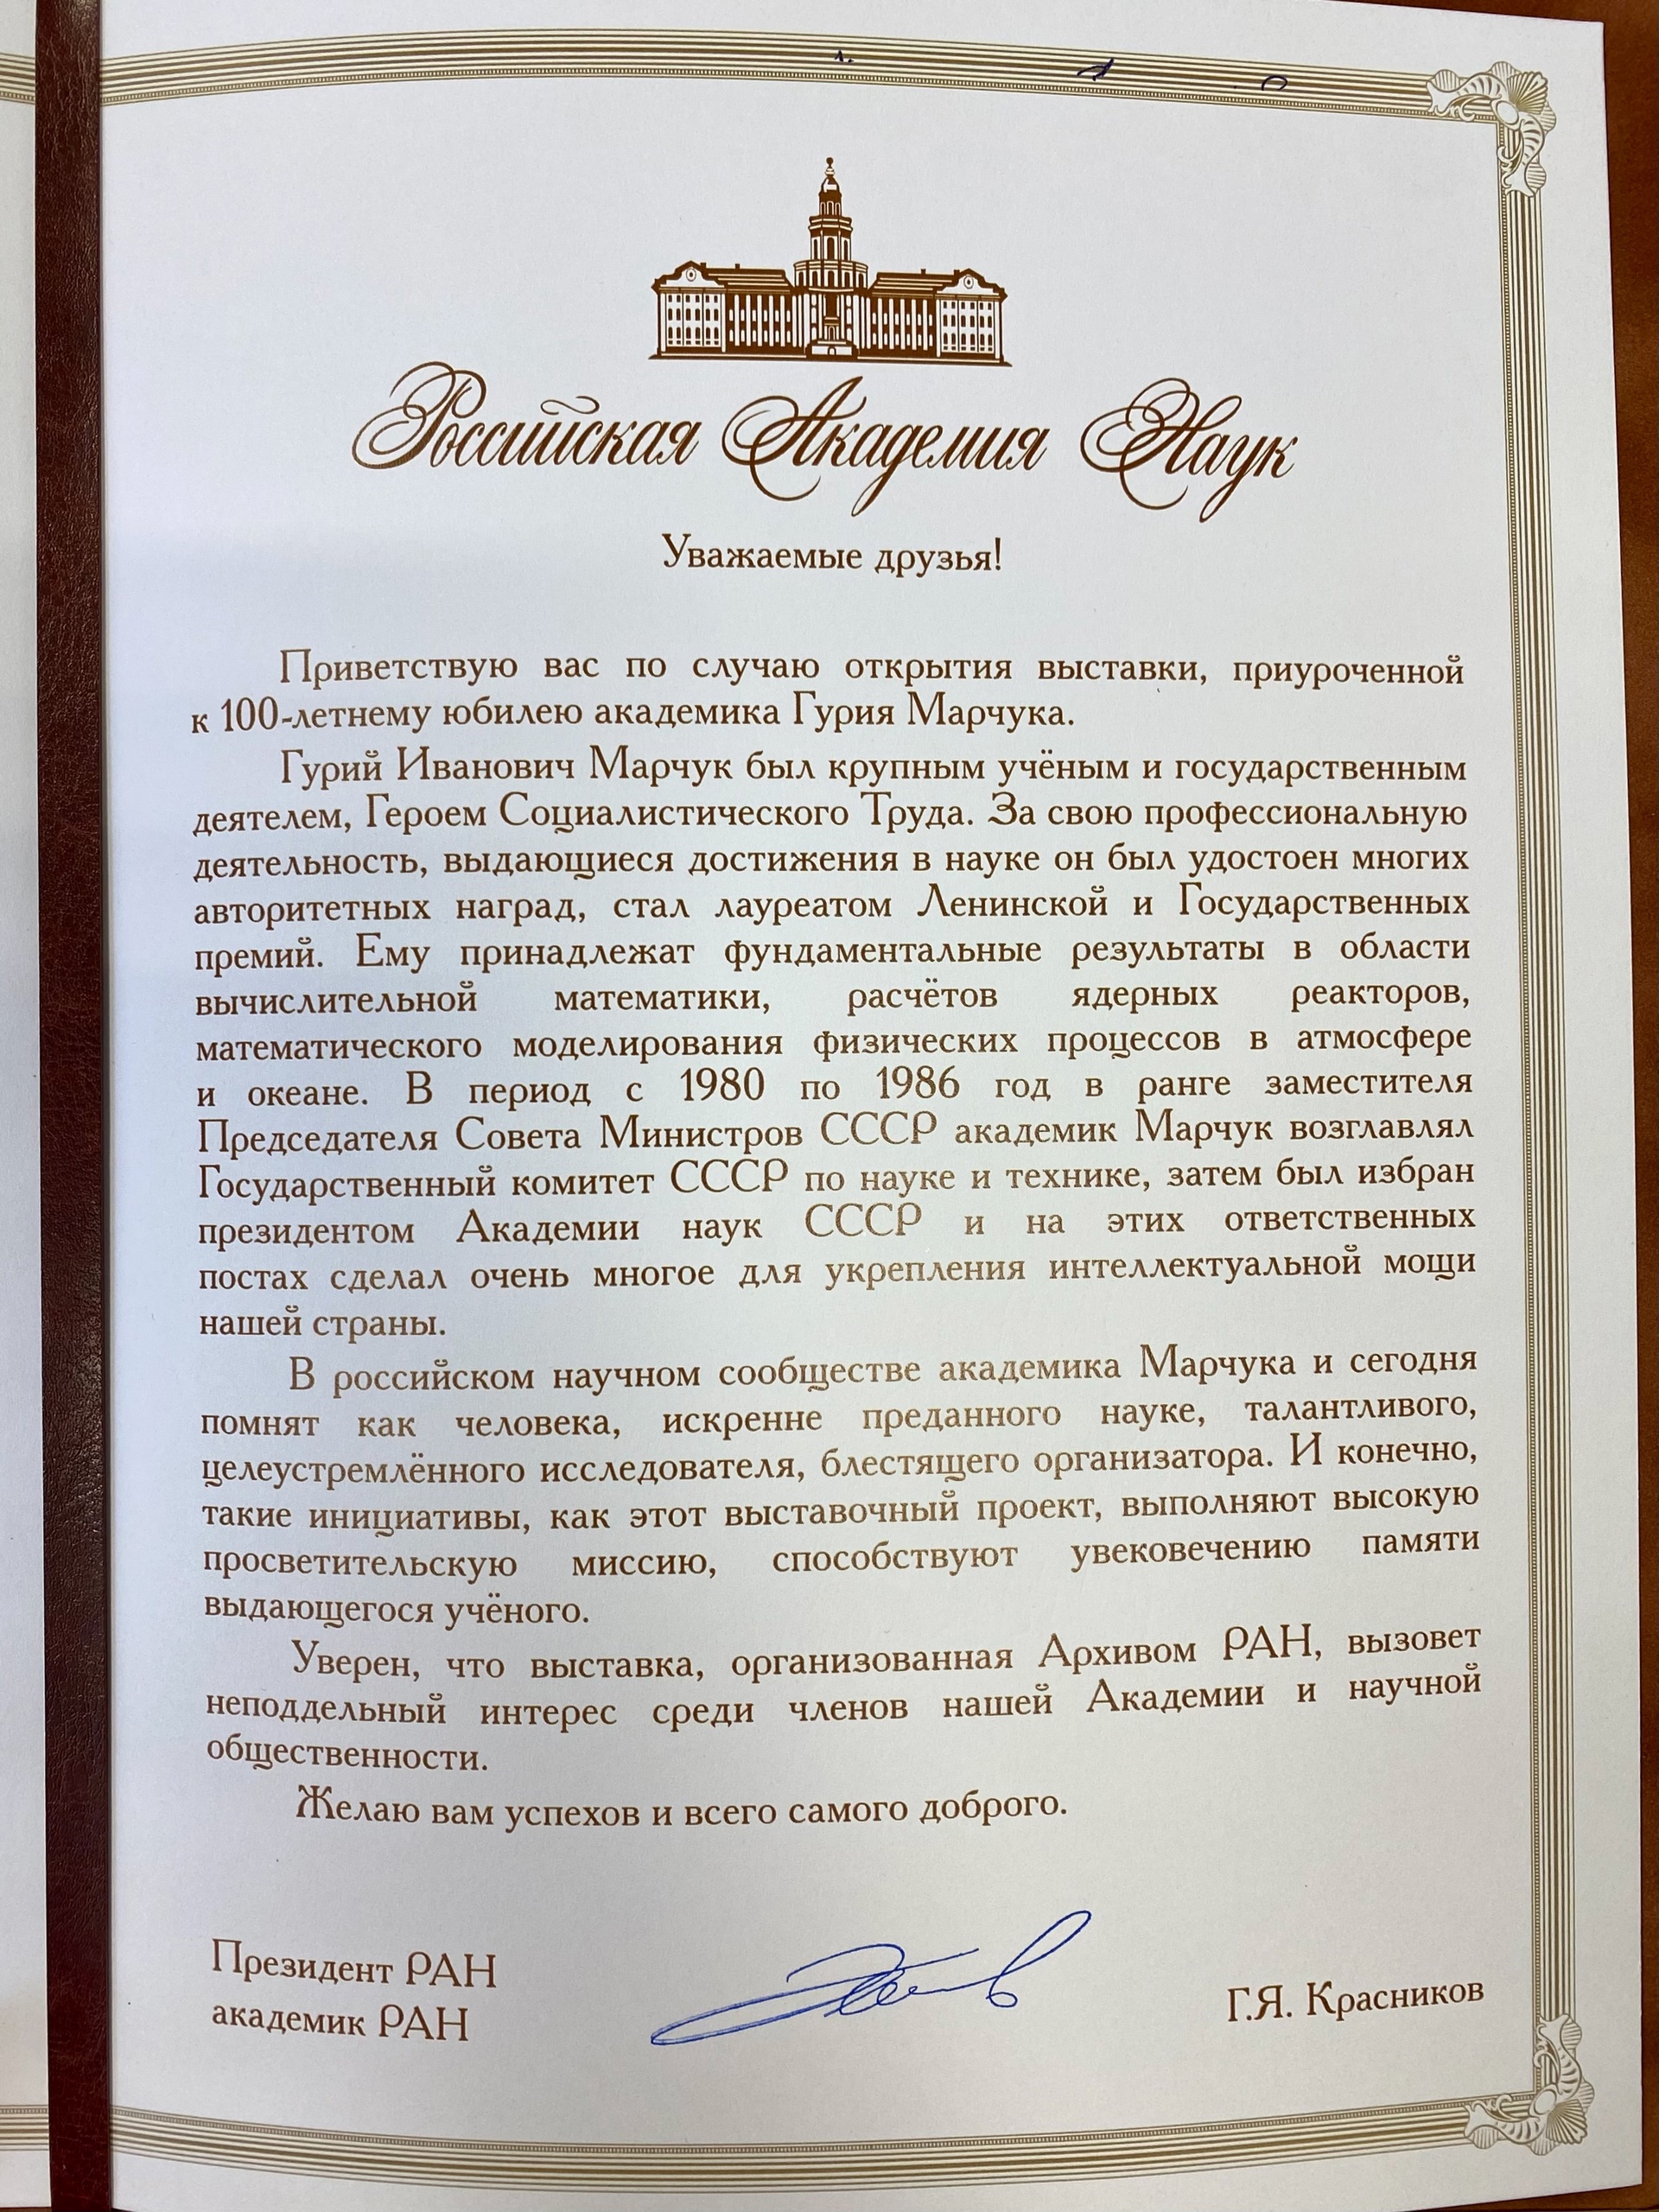 Российская Академия Наук
Уважаемые друзья!
Приветствую вас по случаю открытия выставки, приуроченной
к 100-летнему юбилею академика Гурия Марчука.
Гурий Иванович Марчук был крупным учёным и государственным
деятелем, Героем Социалистического Труда. За свою профессиональную
деятельность, выдающиеся достижения в науке он был удостоен многих
авторитетных наград, стал лауреатом Ленинской и Государственных
премий. Ему принадлежат фундаментальные результаты в области
вычислительной математики, расчётов ядерных реакторов,
математического моделирования физических процессов в атмосфере
и океане. В период с 1980 по 1986 год в ранге заместителя
Председателя Совета Министров СССР академик Марчук возглавлял
Государственный комитет СССР по науке и технике, затем был избран
президентом Академии наук СССР и на этих ответственных
постах сделал очень многое для укрепления интеллектуальной мощи
нашей страны.
В российском научном сообществе академика Марчука и сегодня
помнят как человека, искренне преданного науке, талантливого,
целеустремлённого исследователя, блестящего организатора. И конечно,
такие инициативы, как этот выставочный проект, выполняют высокую
просветительскую миссию, способствуют увековечению памяти
выдающегося учёного.
Уверен, что выставка, организованная Архивом РАН, вызовет
неподдельный интерес среди членов нашей Академии и научной
общественности.
Желаю вам успехов и всего самого доброго.
Президент РАН
академик РАН
Г.Я. Красников